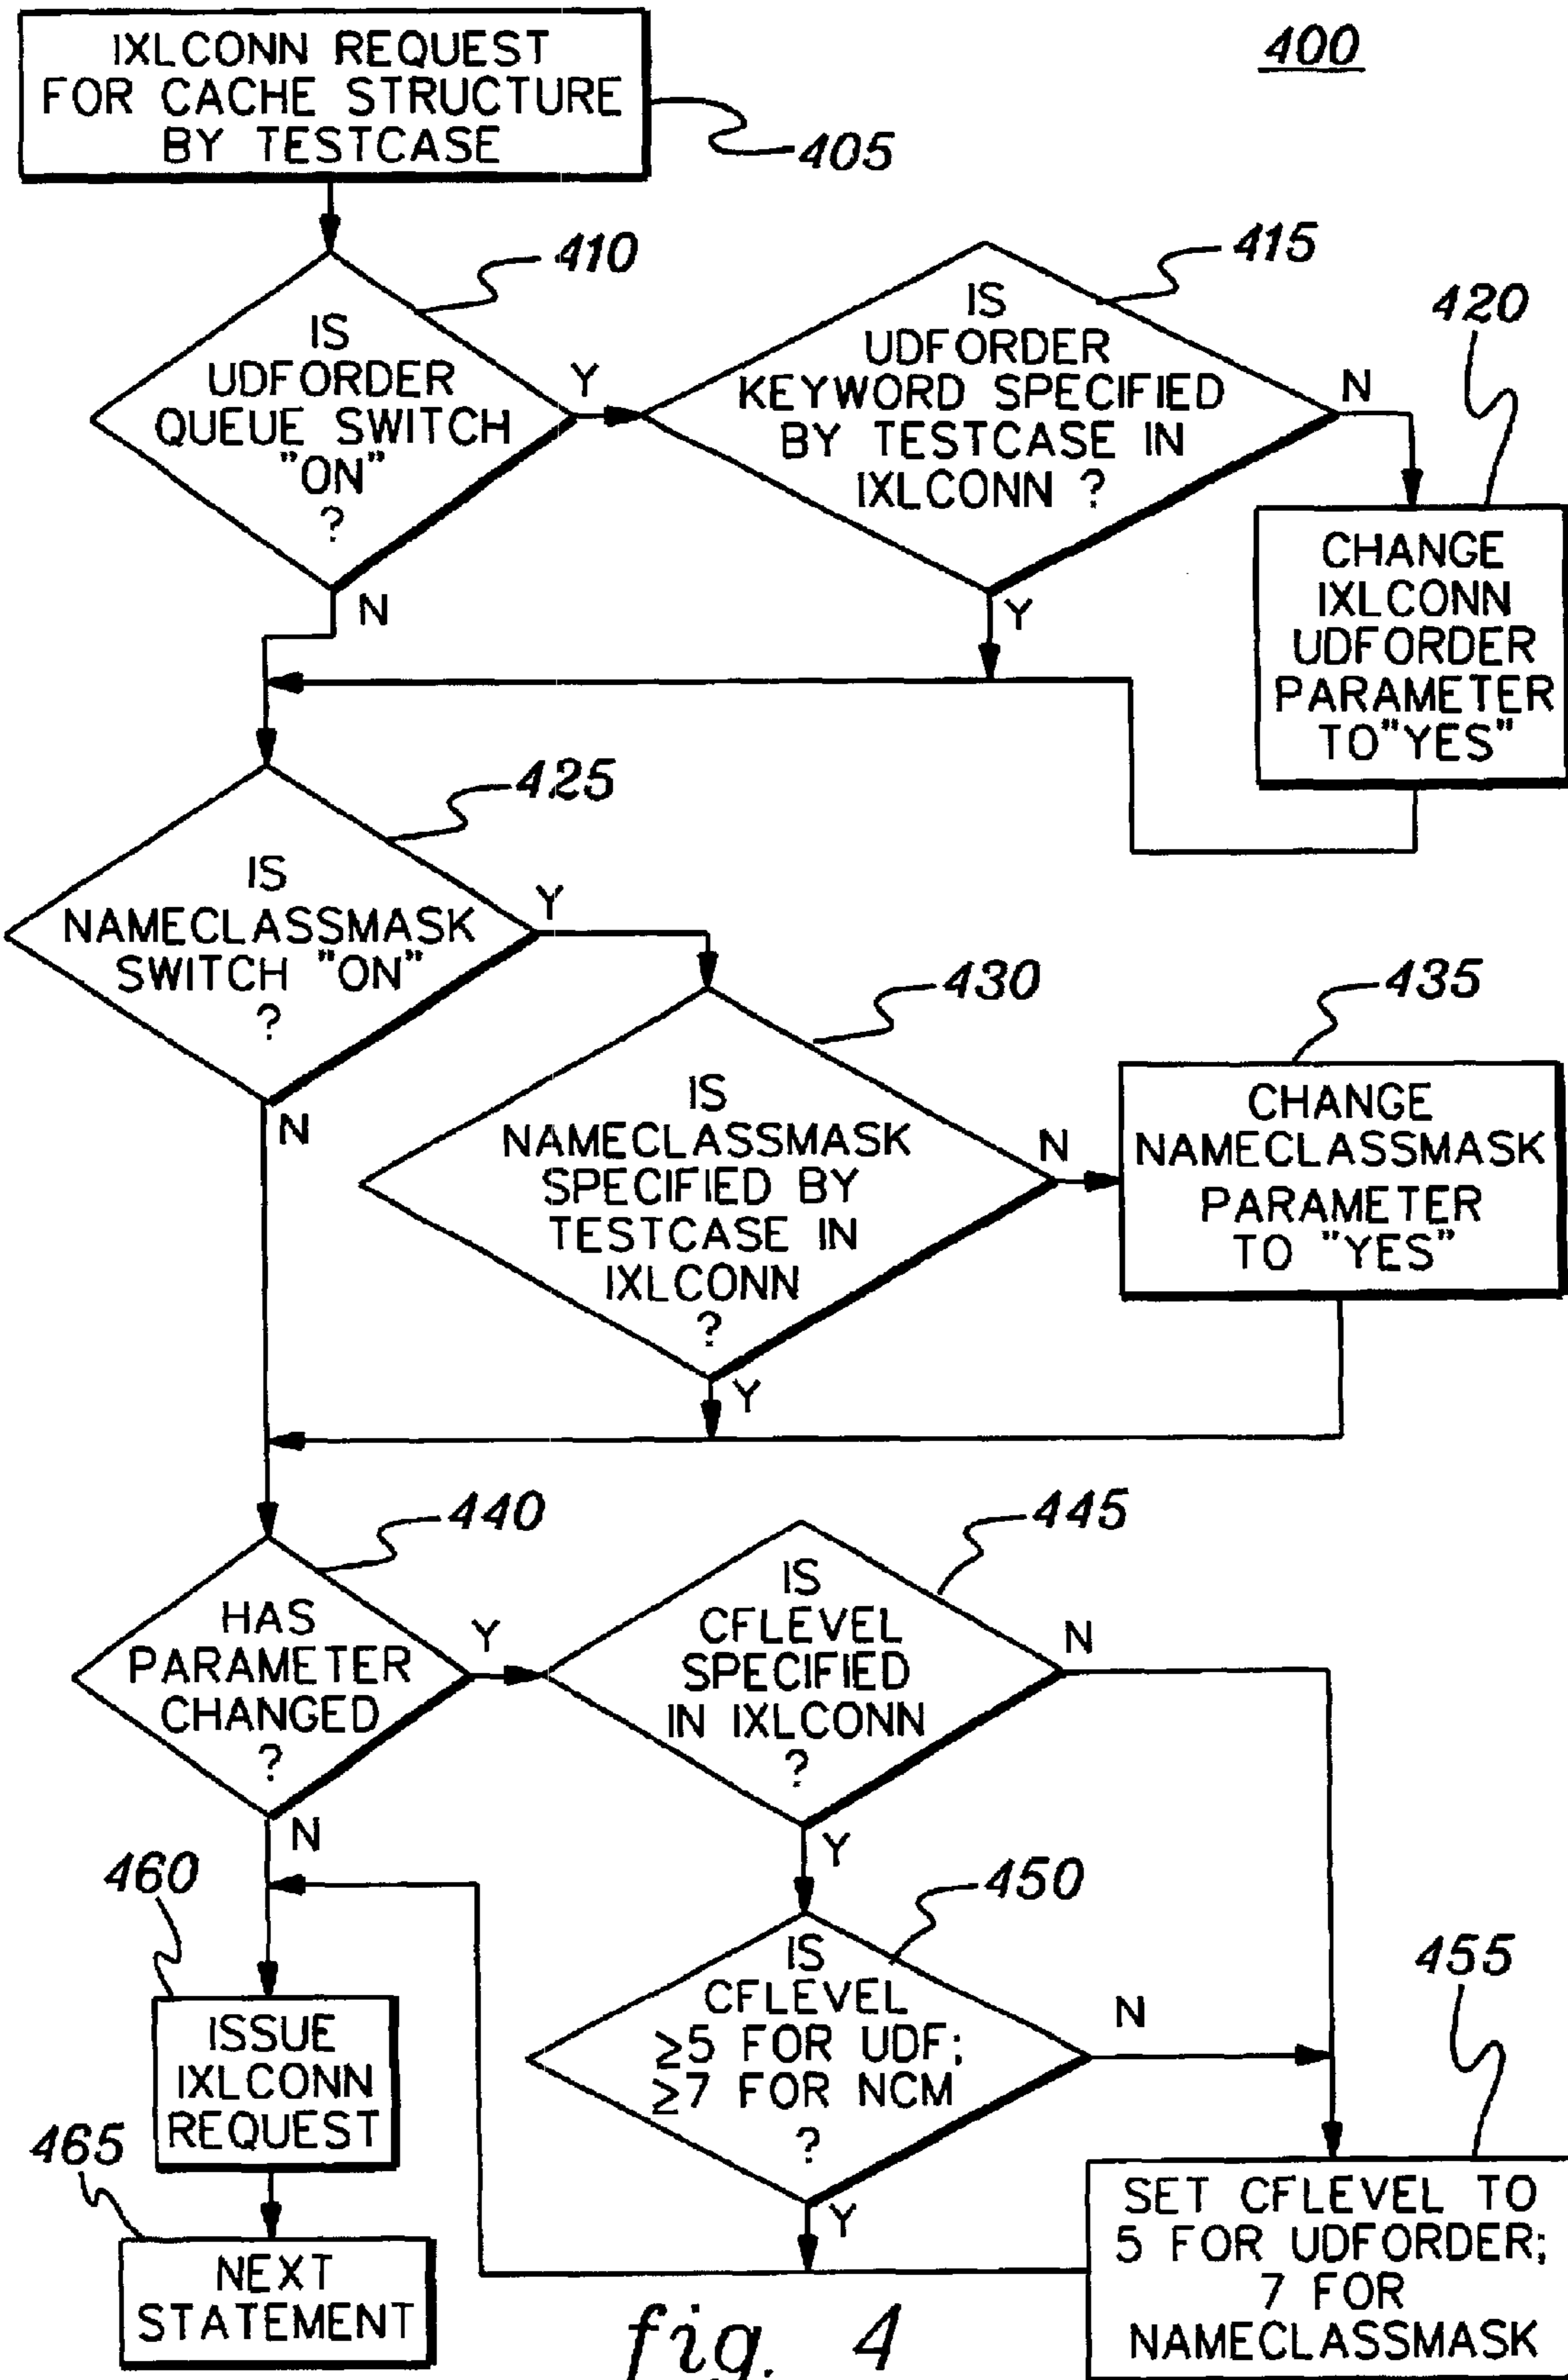 400
IXLCONN REQUEST
FOR CACHE STRUCTURE
BY TESTCASE
405
410
IS
UDFORDER
QUEUE SWITCH
"ON"
?
Y
N
415
IS
UDFORDER
KEYWORD SPECIFIED
BY TESTCASE IN
IXLCONN ?
N
Y
420
CHANGE
IXLCONN
UDFORDER
PARAMETER
TO"YES"
425
IS
NAMECLASSMASK
SWITCH "ON"
?
Y
N
430
IS
NAMECLASSMASK
SPECIFIED BY
TESTCASE IN
IXLCONN
?
N
Y
435
CHANGE
NAMECLASSMASK
PARAMETER
TO "YES"
440
HAS
PARAMETER
CHANGED
?
Y
N
445
IS
CFLEVEL
SPECIFIED
IN IXLCONN
?
N
Y
450
IS
CFLEVEL
≥5 FOR UDF;
≥7 FOR NCM
?
N
Y
455
SET CFLEVEL TO
5 FOR UDFORDER;
7 FOR
NAMECLASSMASK
460
ISSUE
IXLCONN
REQUEST
465
NEXT
STATEMENT
fig. 4